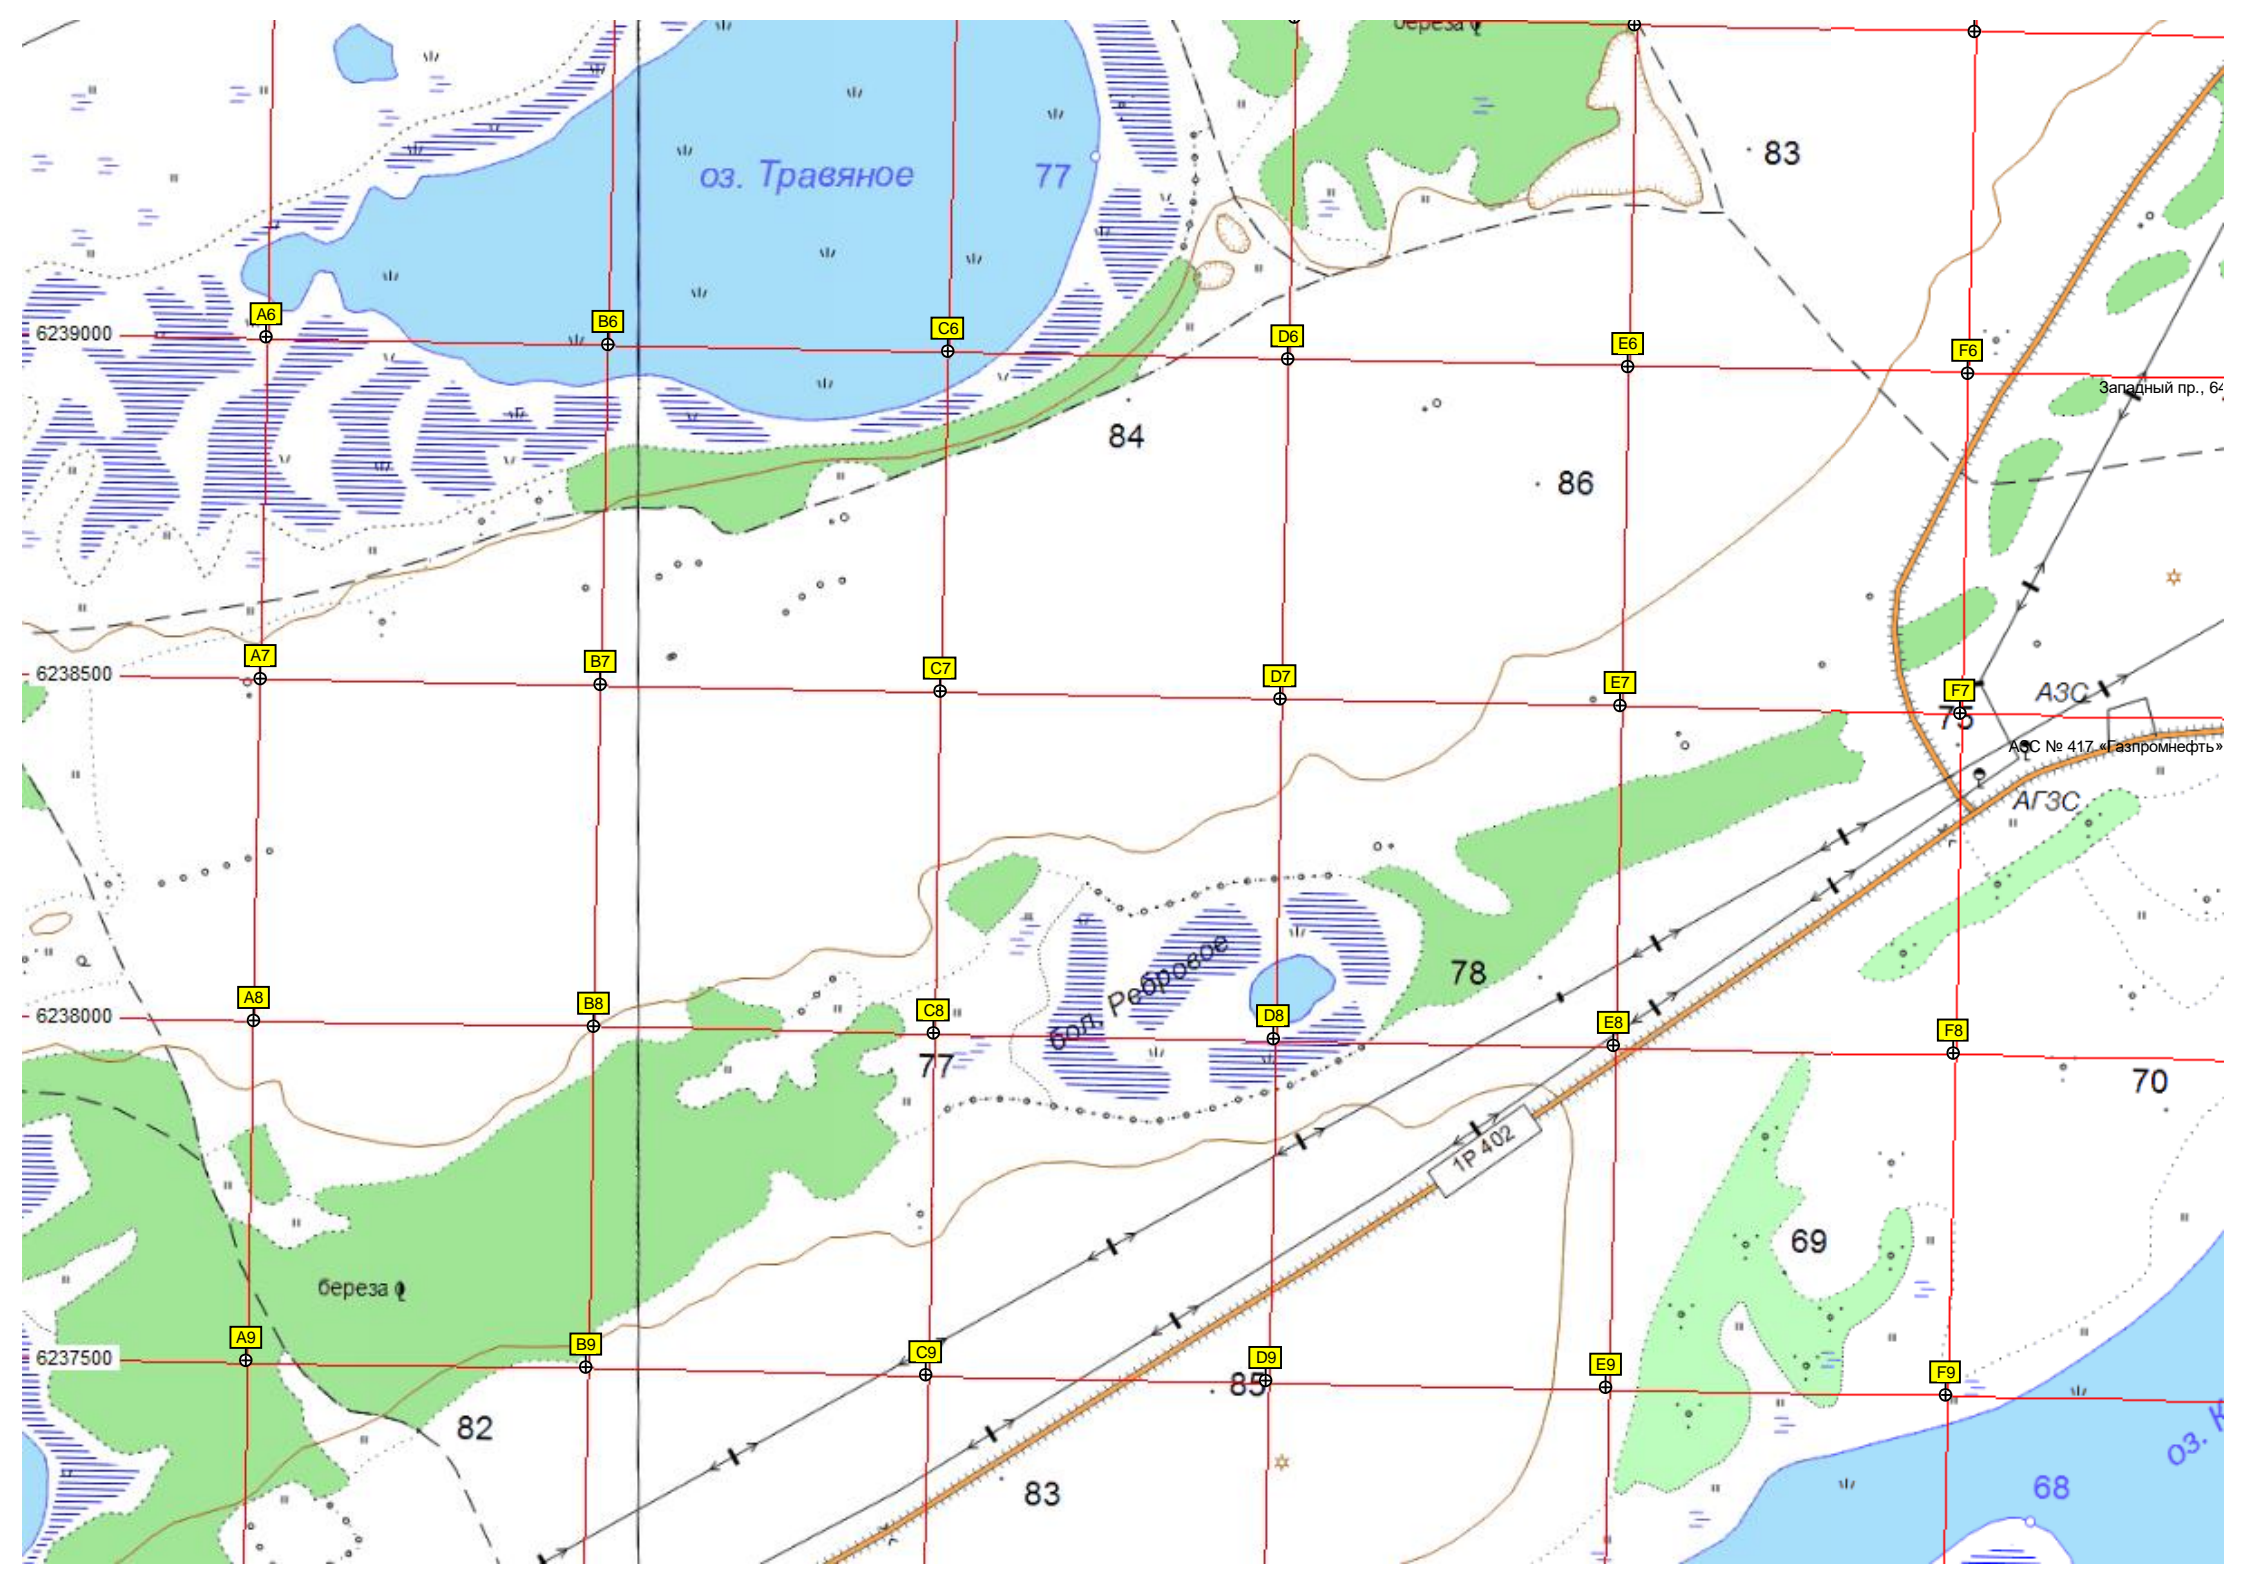 береза
83
оз. Травяное 77
A6
B6
C6
D6
E6
F6
6239000
Западный пр., 64
84
86
A7
B7
C7
D7
E7
F7
6238500
АЗС
75
АЗС № 417 «Газпромнефть»
АГЗС
бол. Ребровое
78
A8
B8
C8
D8
E8
F8
6238000
77
70
1Р 402
69
береза
A9
B9
C9
D9
E9
F9
6237500
85
82
83
68
оз.